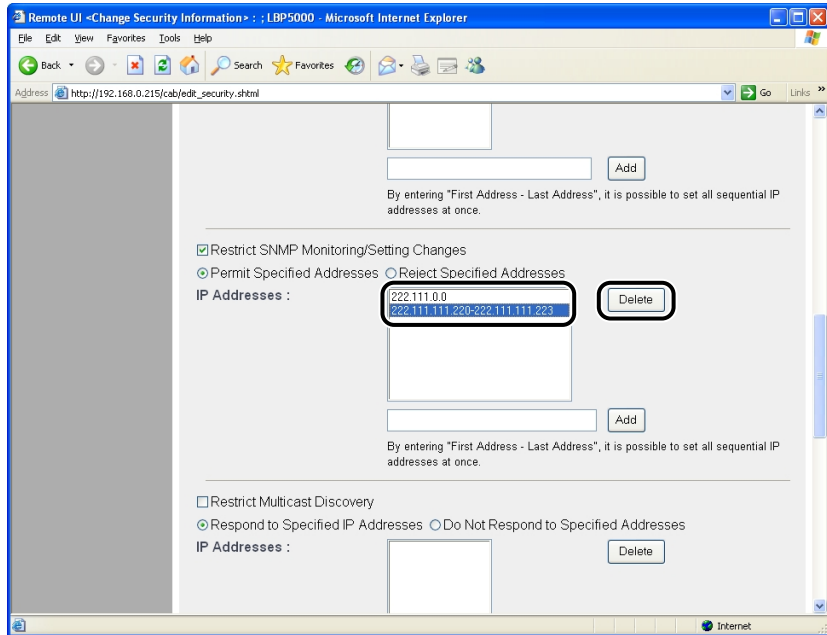 Remote UI <Change Security Information> : ; LBP5000 - Microsoft Internet Explorer
File Edit View Favorites Tools Help
Back Search Favorites
Address http://192.168.0.215/cab/edit_security.shtml Go Links »
Add
By entering "First Address - Last Address", it is possible to set all sequential IP
addresses at once.
Restrict SNMP Monitoring/Setting Changes
Permit Specified Addresses Reject Specified Addresses
IP Addresses : 222.111.0.0 Delete
222.111.111.220-222.111.111.223
Add
By entering "First Address - Last Address", it is possible to set all sequential IP
addresses at once.
Restrict Multicast Discovery
Respond to Specified IP Addresses Do Not Respond to Specified Addresses
IP Addresses : Delete
Internet